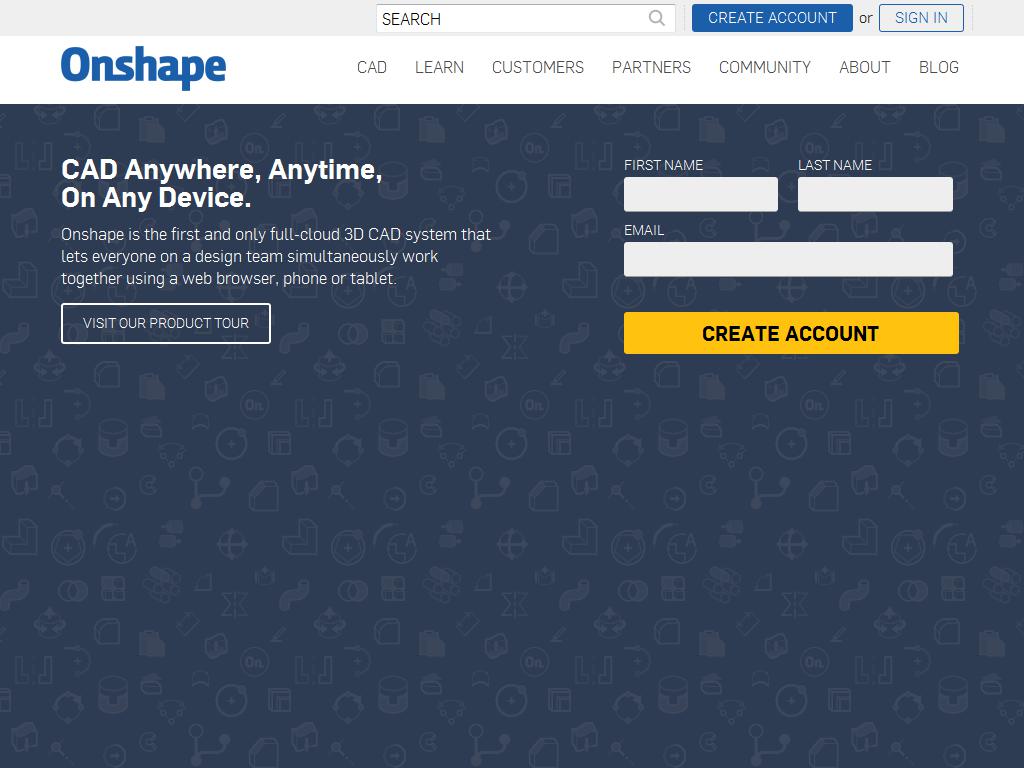 SEARCH
CREATE ACCOUNT or SIGN IN
Onshape
CAD LEARN CUSTOMERS PARTNERS COMMUNITY ABOUT BLOG
CAD Anywhere, Anytime,
On Any Device.
Onshape is the first and only full-cloud 3D CAD system that
lets everyone on a design team simultaneously work
together using a web browser, phone or tablet.
VISIT OUR PRODUCT TOUR
FIRST NAME LAST NAME
EMAIL
CREATE ACCOUNT